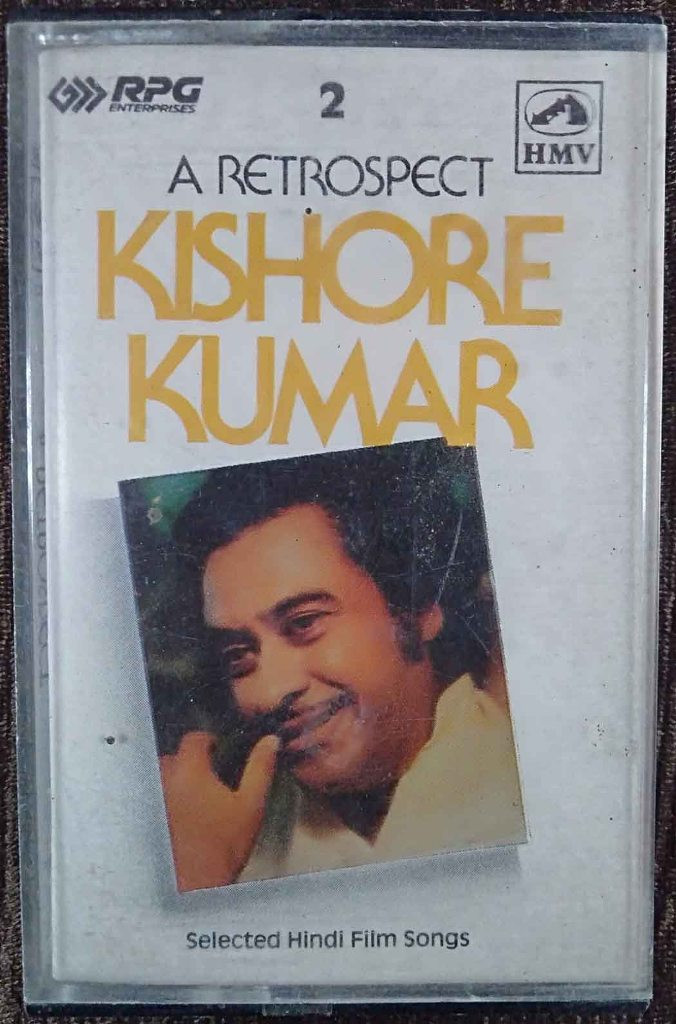 RPG
ENTERPRISES
2
HMV
A RETROSPECT
KISHORE
KUMAR
Selected Hindi Film Songs